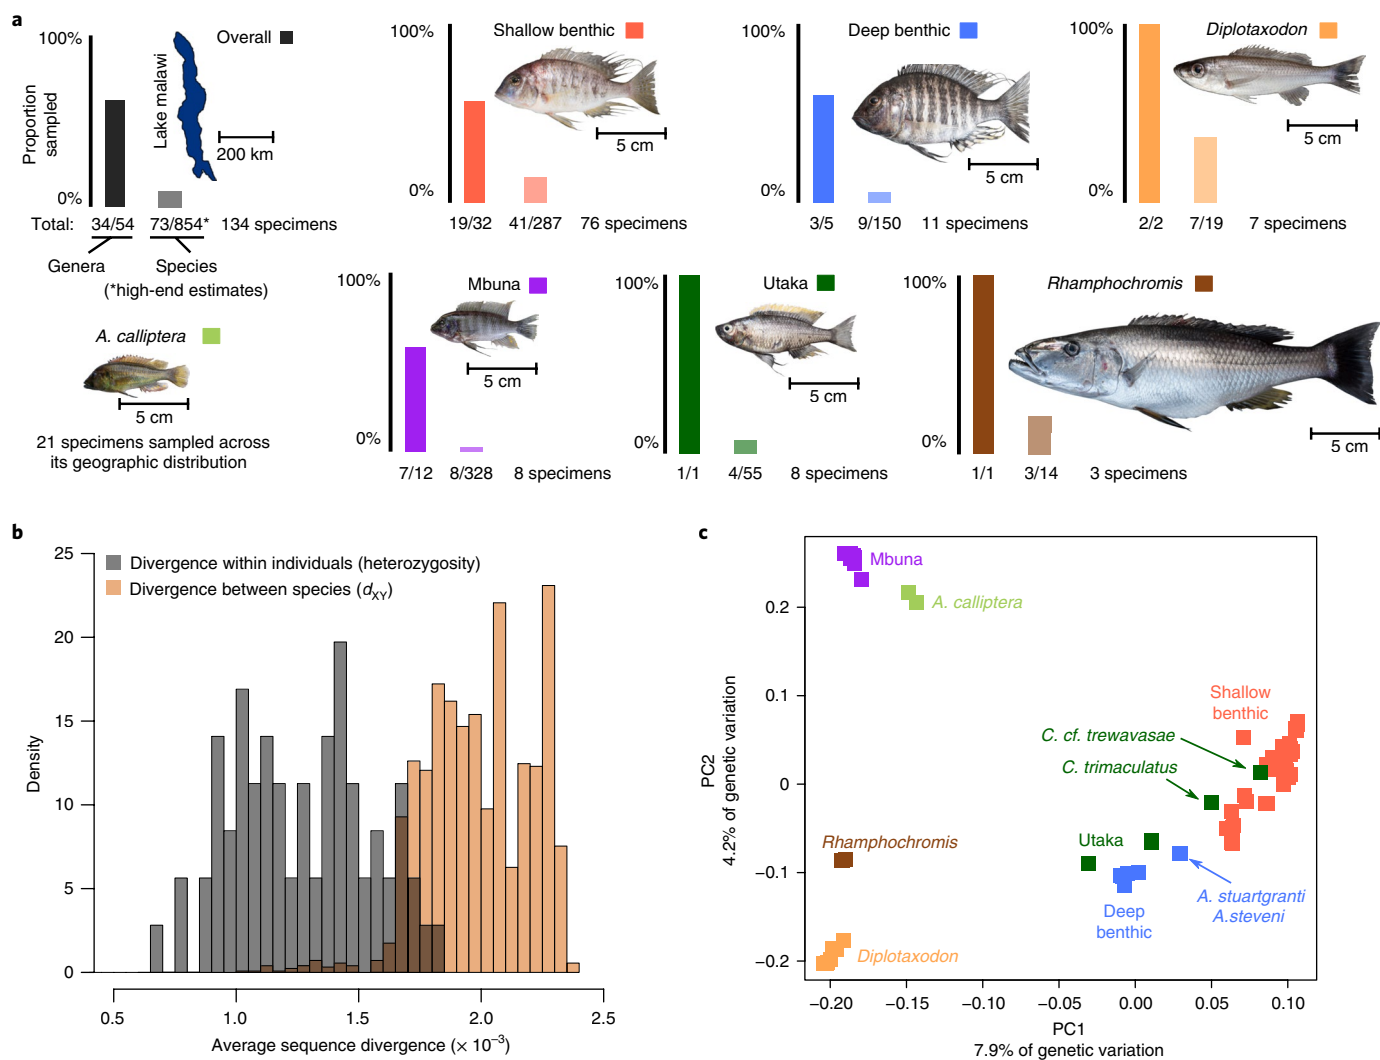 a
100%
0%
Proportion
sampled
Overall
Lake malawi
200 km
Total:
34/54
73/854*
134 specimens
Genera
Species
(*high-end estimates)
A. calliptera
5 cm
21 specimens sampled across
its geographic distribution
100%
0%
Shallow benthic
5 cm
19/32
41/287
76 specimens
100%
0%
Deep benthic
5 cm
3/5
9/150
11 specimens
100%
0%
Diplotaxodon
5 cm
2/2
7/19
7 specimens
100%
0%
Mbuna
5 cm
7/12
8/328
8 specimens
100%
0%
Utaka
5 cm
1/1
4/55
8 specimens
100%
0%
Rhamphochromis
5 cm
1/1
3/14
3 specimens
b
Divergence within individuals (heterozygosity)
Divergence between species (dXY)
25
20
15
10
5
0
Density
0.5
1.0
1.5
2.0
2.5
Average sequence divergence (× 10⁻³)
c
Mbuna
A. calliptera
Shallow
benthic
C. cf. trewavasae
C. trimaculatus
Utaka
Rhamphochromis
Deep
benthic
A. stuartgranti
A.steveni
Diplotaxodon
0.2
0.1
0
−0.1
−0.2
PC2
4.2% of genetic variation
−0.20
−0.15
−0.10
−0.05
0.00
0.05
0.10
PC1
7.9% of genetic variation